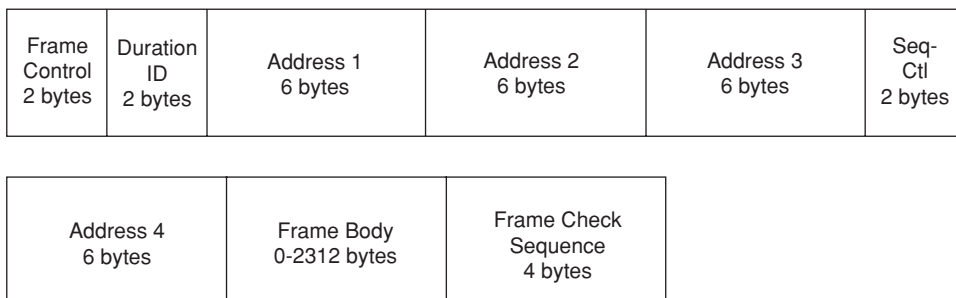 Frame
Control
2 bytes
Duration
ID
2 bytes
Address 1
6 bytes
Address 2
6 bytes
Address 3
6 bytes
Seq-
Ctl
2 bytes
Address 4
6 bytes
Frame Body
0-2312 bytes
Frame Check
Sequence
4 bytes